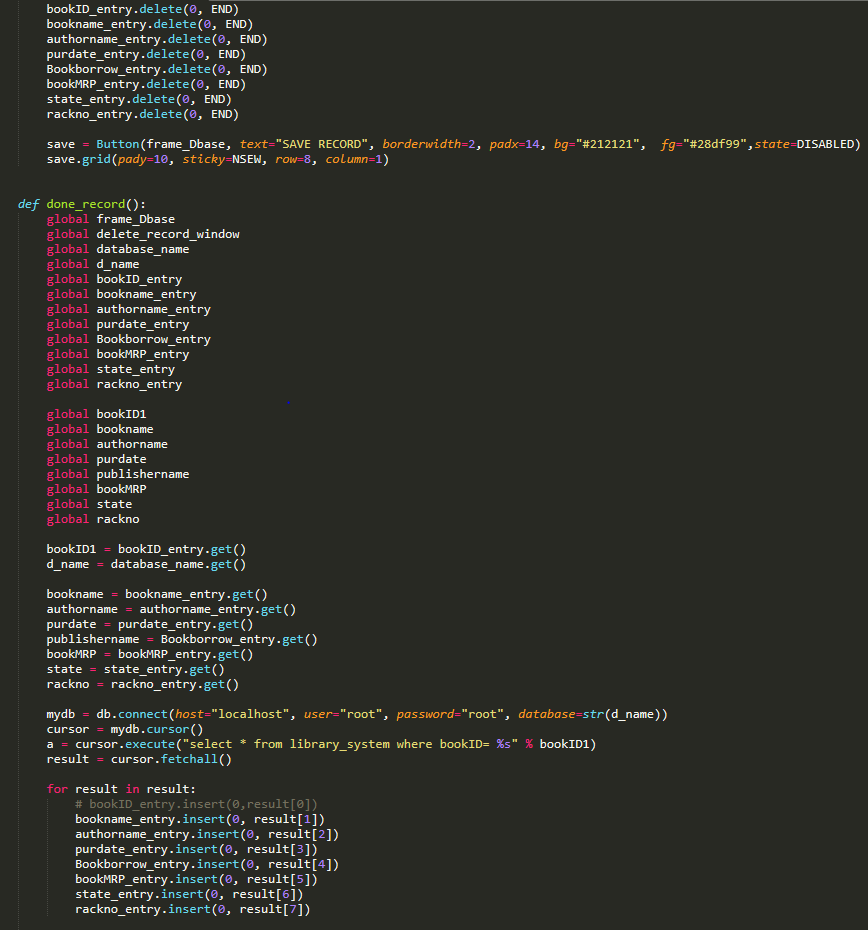 bookID_entry.delete(0, END)
bookname_entry.delete(0, END)
authorname_entry.delete(0, END)
purdate_entry.delete(0, END)
Bookborrow_entry.delete(0, END)
bookMRP_entry.delete(0, END)
state_entry.delete(0, END)
rackno_entry.delete(0, END)
save = Button(frame_Dbase, text="SAVE RECORD", borderwidth=2, padx=14, bg="#212121",  fg="#28df99",state=DISABLED)
save.grid(pady=10, sticky=NSEW, row=8, column=1)
def done_record():
global frame_Dbase
global delete_record_window
global database_name
global d_name
global bookID_entry
global bookname_entry
global authorname_entry
global purdate_entry
global Bookborrow_entry
global bookMRP_entry
global state_entry
global rackno_entry
global bookID1
global bookname
global authorname
global purdate
global publishername
global bookMRP
global state
global rackno
bookID1 = bookID_entry.get()
d_name = database_name.get()
bookname = bookname_entry.get()
authorname = authorname_entry.get()
purdate = purdate_entry.get()
publishername = Bookborrow_entry.get()
bookMRP = bookMRP_entry.get()
state = state_entry.get()
rackno = rackno_entry.get()
mydb = db.connect(host="localhost", user="root", password="root", database=str(d_name))
cursor = mydb.cursor()
a = cursor.execute("select * from library_system where bookID= %s" % bookID1)
result = cursor.fetchall()
for result in result:
# bookID_entry.insert(0,result[0])
bookname_entry.insert(0, result[1])
authorname_entry.insert(0, result[2])
purdate_entry.insert(0, result[3])
Bookborrow_entry.insert(0, result[4])
bookMRP_entry.insert(0, result[5])
state_entry.insert(0, result[6])
rackno_entry.insert(0, result[7])